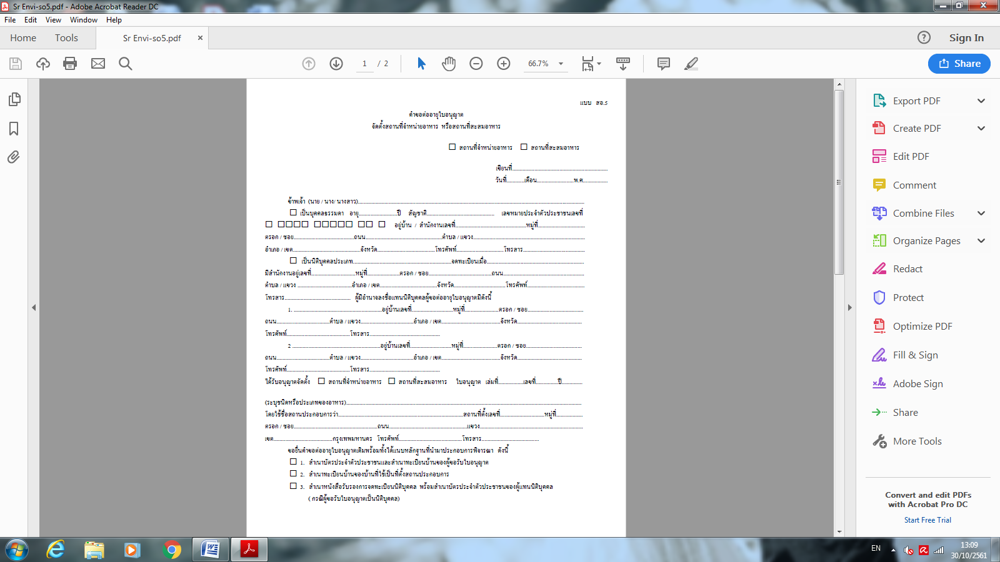 Sr Envi-so5.pdf - Adobe Acrobat Reader DC
File Edit View Window Help
Home Tools Sr Envi-so5.pdf × ? Sign In
1 / 2 66.7% Share
แบบ สอ.5
คำขอต่ออายุใบอนุญาต
จัดตั้งสถานที่จำหน่ายอาหาร หรือสถานที่สะสมอาหาร
☐ สถานที่จำหน่ายอาหาร ☐ สถานที่สะสมอาหาร
เขียนที่..............................
วันที่............เดือน........................พ.ศ................
ข้าพเจ้า (นาย / นาง/ นางสาว)..............................
☐ เป็นบุคคลธรรมดา อายุ.........................ปี สัญชาติ.............................. เลขหมายประจำตัวประชาชนเลขที่
☐ ☐☐☐☐ ☐☐☐☐☐ ☐☐ ☐ อยู่บ้าน / สำนักงานเลขที่..............................หมู่ที่..............................
ตรอก / ซอย..............................ถนน..............................ตำบล / แขวง..............................
อำเภอ / เขต..............................จังหวัด..............................โทรศัพท์..............................โทรสาร..............................
☐ เป็นนิติบุคคลประเภท..............................จดทะเบียนเมื่อ..............................
มีสำนักงานอยู่เลขที่..............................หมู่ที่.....................ตรอก / ซอย..............................ถนน..............................
ตำบล / แขวง ..............................อำเภอ / เขต..............................จังหวัด..............................โทรศัพท์..............................
โทรสาร.............................. ผู้มีอำนาจลงชื่อแทนนิติบุคคลผู้ขอต่ออายุใบอนุญาตมีดังนี้
1. ..............................อยู่บ้านเลขที่..............................หมู่ที่......................ตรอก / ซอย..............................
ถนน..............................ตำบล / แขวง..............................อำเภอ / เขต..............................จังหวัด..............................
โทรศัพท์..............................โทรสาร..............................
2 ..............................อยู่บ้านเลขที่..............................หมู่ที่......................ตรอก / ซอย..............................
ถนน..............................ตำบล / แขวง..............................อำเภอ / เขต..............................จังหวัด..............................
โทรศัพท์..............................โทรสาร..............................
ได้รับอนุญาตจัดตั้ง ☐ สถานที่จำหน่ายอาหาร ☐ สถานที่สะสมอาหาร ใบอนุญาต เล่มที่................เลขที่..............ปี.............
(ระบุชนิดหรือประเภทของอาหาร)..............................
โดยใช้ชื่อสถานประกอบการว่า..............................สถานที่ตั้งเลขที่..............................หมู่ที่.................
ตรอก / ซอย..............................ถนน..............................แขวง..............................
เขต..............................กรุงเทพมหานคร โทรศัพท์..............................โทรสาร..............................
ขอยื่นคำขอต่ออายุใบอนุญาตเดิมพร้อมทั้งได้แนบหลักฐานที่นำมาประกอบการพิจารณา ดังนี้
☐ 1. สำเนาบัตรประจำตัวประชาชนและสำเนาทะเบียนบ้านของผู้ขอรับใบอนุญาต
☐ 2. สำเนาทะเบียนบ้านของบ้านที่ใช้เป็นที่ตั้งสถานประกอบการ
☐ 3. สำเนาหนังสือรับรองการจดทะเบียนนิติบุคคล พร้อมสำเนาบัตรประจำตัวประชาชนของผู้แทนนิติบุคคล
( กรณีผู้ขอรับใบอนุญาตเป็นนิติบุคคล)
Export PDF
Create PDF
Edit PDF
Comment
Combine Files
Organize Pages
Redact
Protect
Optimize PDF
Fill & Sign
Adobe Sign
Share
More Tools
Convert and edit PDFs
with Acrobat Pro DC
Start Free Trial
EN
13:09
30/10/2561